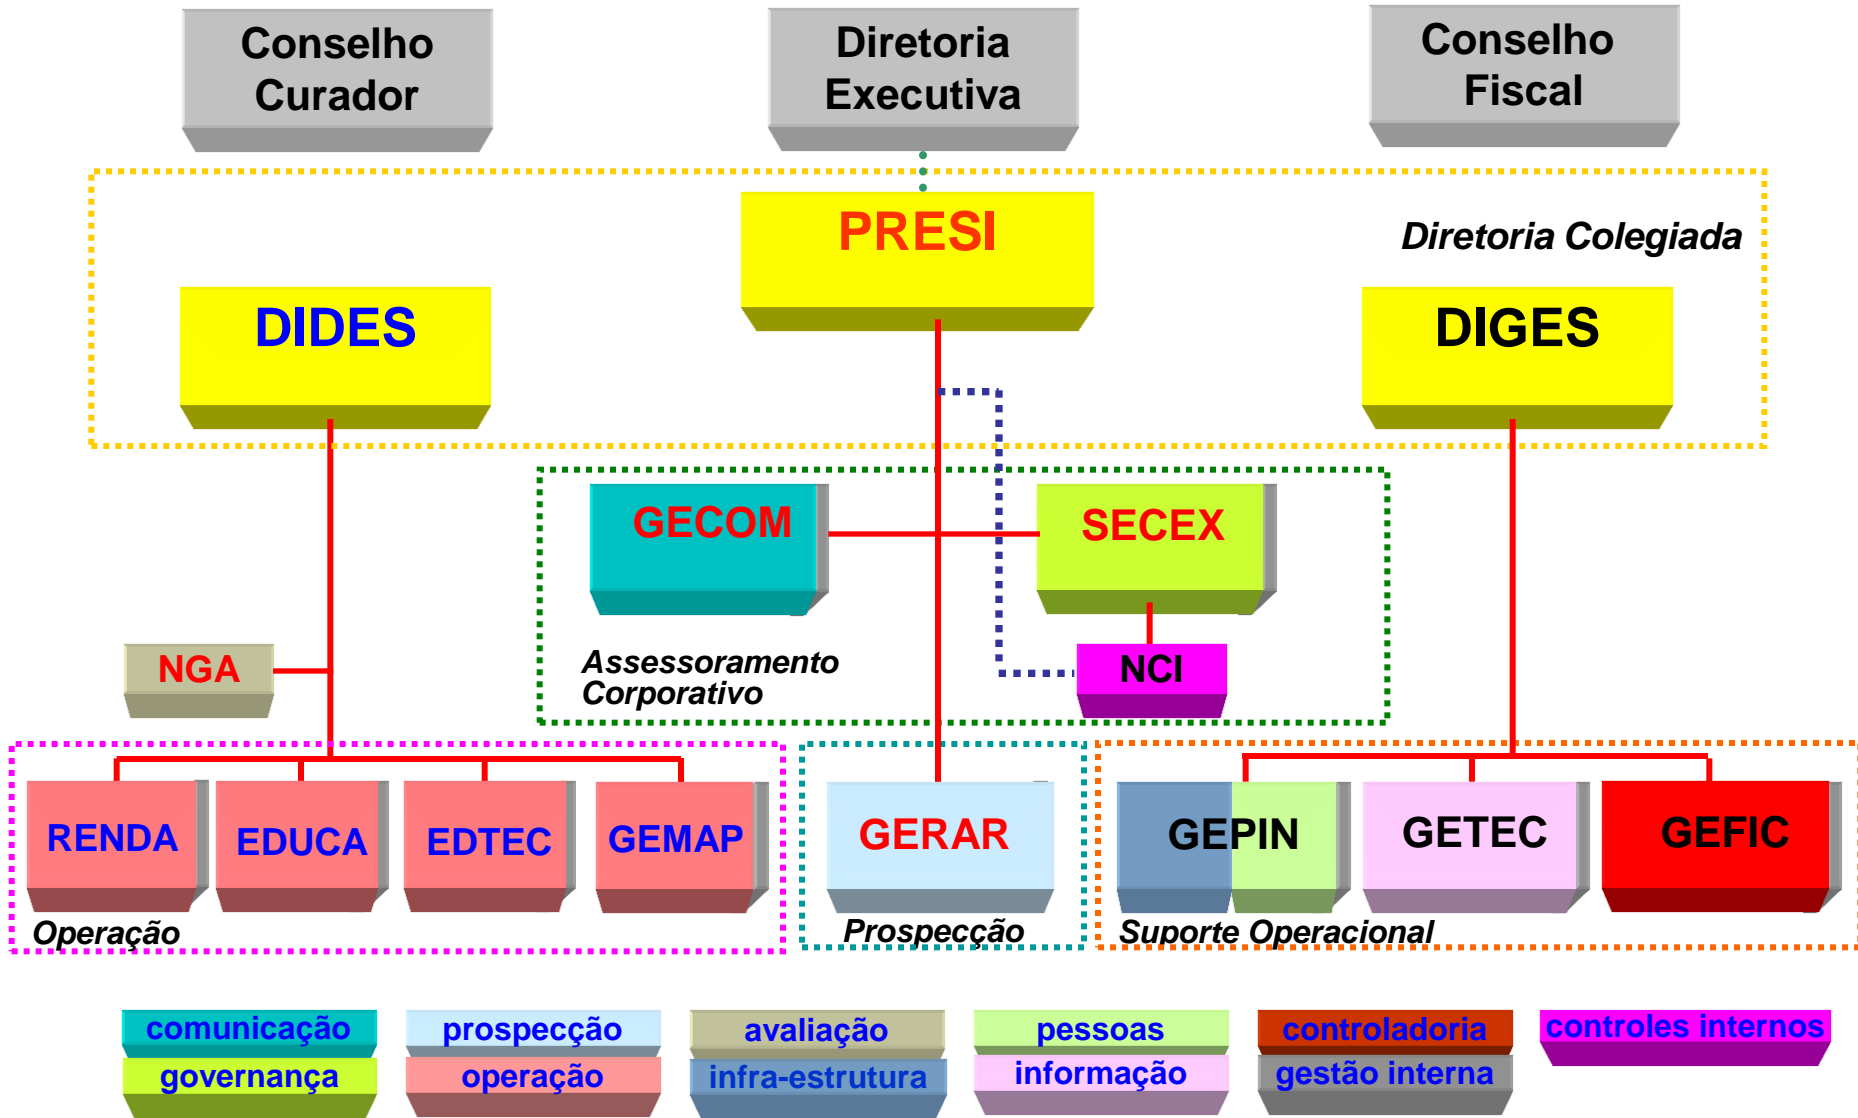 Conselho
Curador
Diretoria
Executiva
Conselho
Fiscal
PRESI
Diretoria Colegiada
DIDES
DIGES
GECOM
SECEX
NGA
Assessoramento
Corporativo
NCI
RENDA
EDUCA
EDTEC
GEMAP
GERAR
GEPIN
GETEC
GEFIC
Operação
Prospecção
Suporte Operacional
comunicação
prospecção
avaliação
pessoas
controladoria
controles internos
governança
operação
infra-estrutura
informação
gestão interna